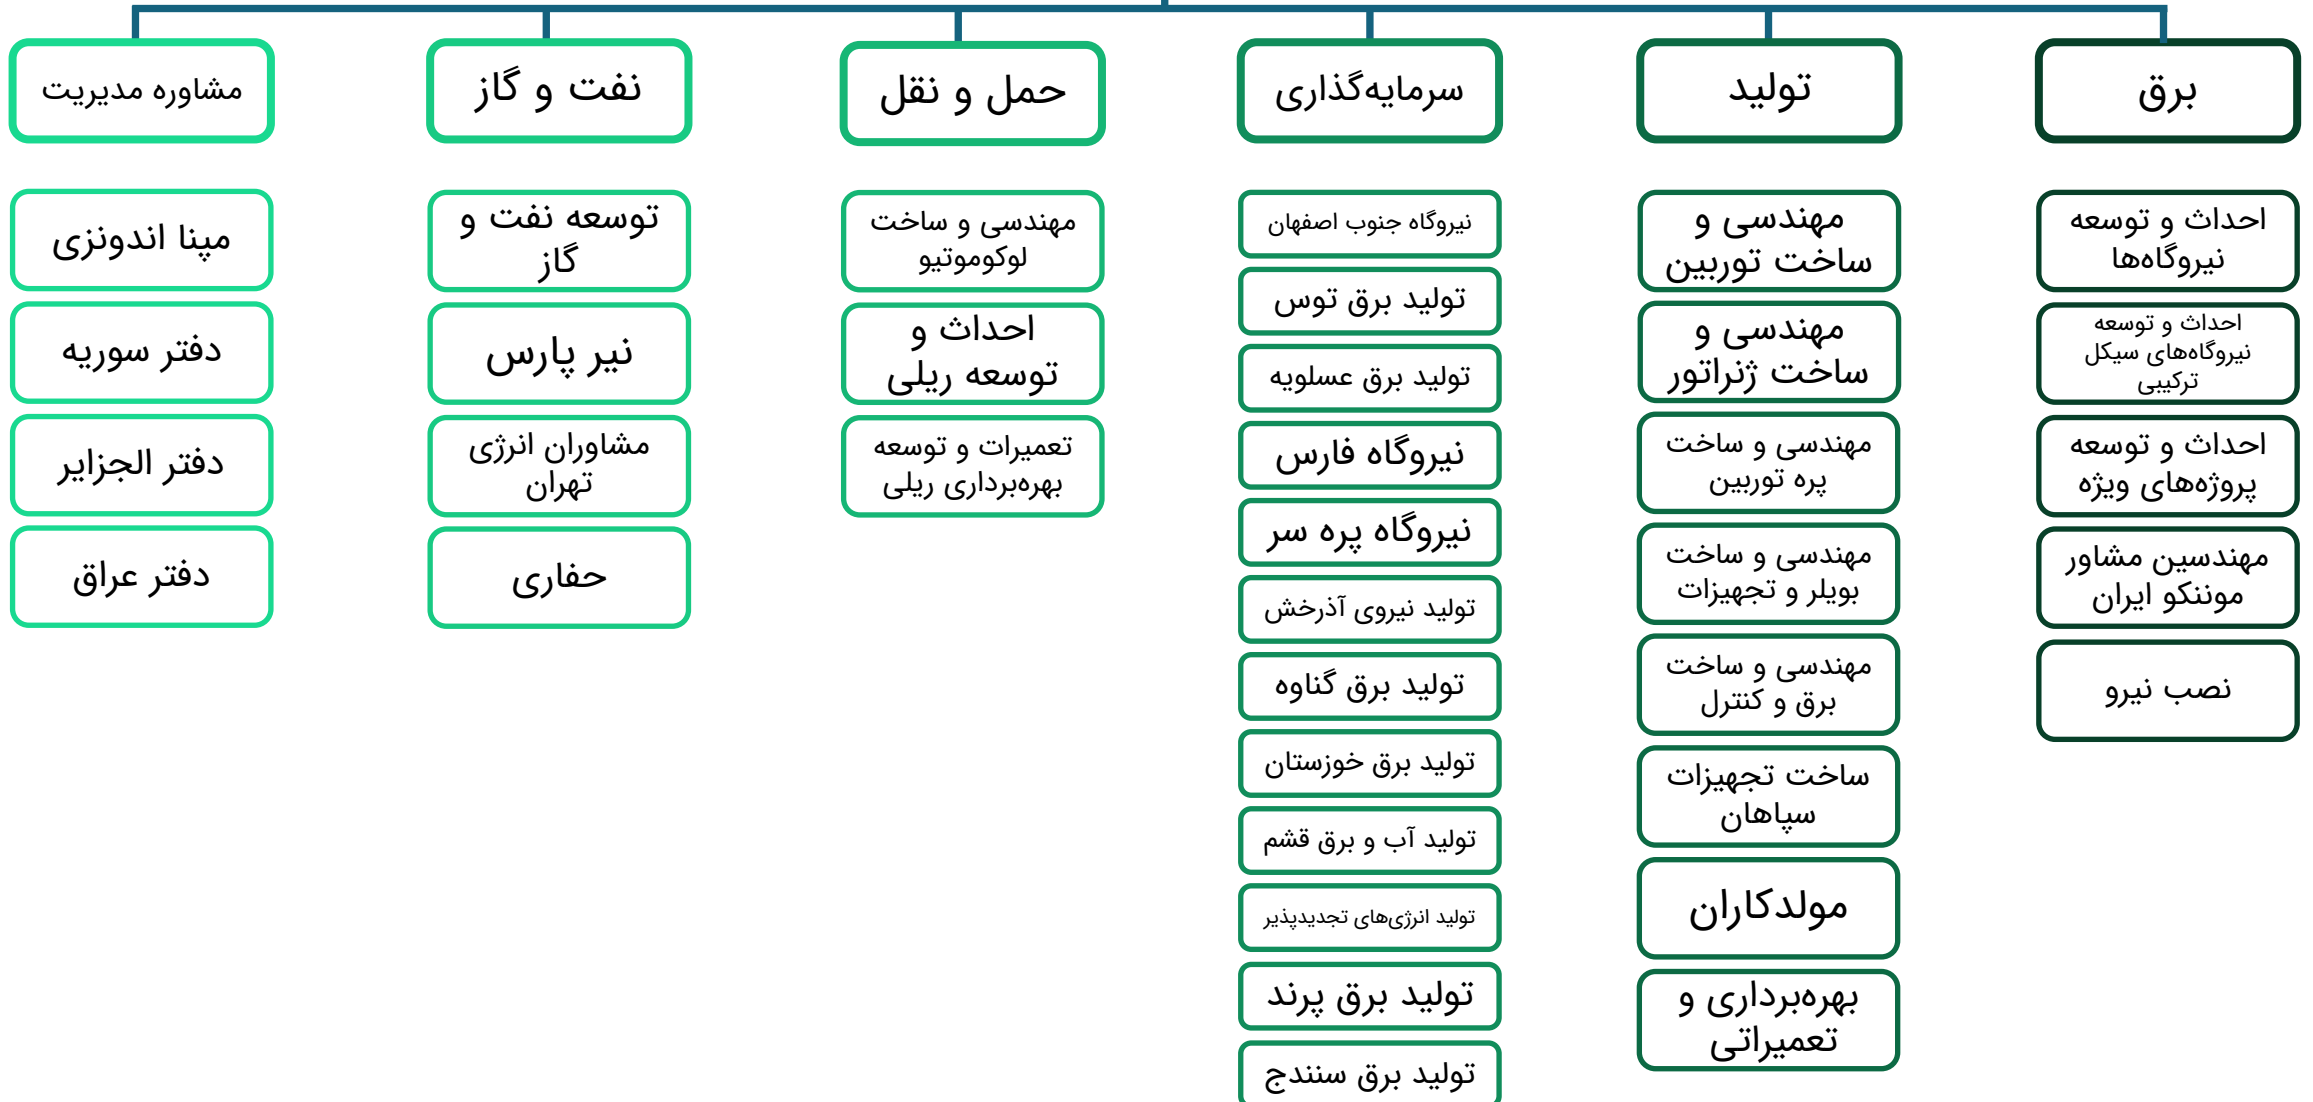 برق
تولید
سرمایه‌گذاری
حمل و نقل
نفت و گاز
مشاوره مدیریت
احداث و توسعه
نیروگاه‌ها
احداث و توسعه
نیروگاه‌های سیکل
ترکیبی
احداث و توسعه
پروژه‌های ویژه
مهندسین مشاور
موننکو ایران
نصب نیرو
مهندسی و
ساخت توربین
مهندسی و
ساخت ژنراتور
مهندسی و ساخت
پره توربین
مهندسی و ساخت
بویلر و تجهیزات
مهندسی و ساخت
برق و کنترل
ساخت تجهیزات
سپاهان
مولدکاران
بهره‌برداری و
تعمیراتی
نیروگاه جنوب اصفهان
تولید برق توس
تولید برق عسلویه
نیروگاه فارس
نیروگاه پره سر
تولید نیروی آذرخش
تولید برق گناوه
تولید برق خوزستان
تولید آب و برق قشم
تولید انرژی‌های تجدیدپذیر
تولید برق پرند
تولید برق سنندج
مهندسی و ساخت
لوکوموتیو
احداث و
توسعه ریلی
تعمیرات و توسعه
بهره‌برداری ریلی
توسعه نفت و
گاز
نیر پارس
مشاوران انرژی
تهران
حفاری
مپنا اندونزی
دفتر سوریه
دفتر الجزایر
دفتر عراق